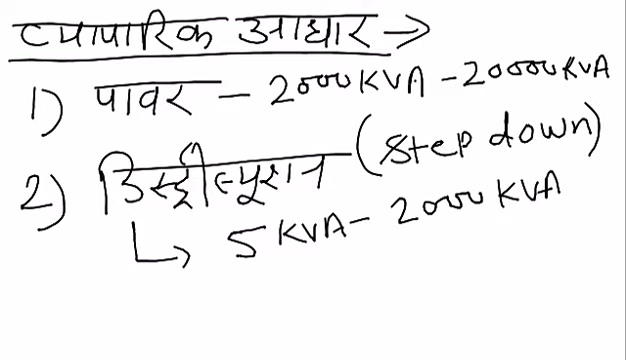 व्यापारिक आधार →
1) पावर - 2000 KVA - 20000 KVA
2) डिस्ट्रीब्यूशन (step down)
↳ 5 KVA - 2000 KVA